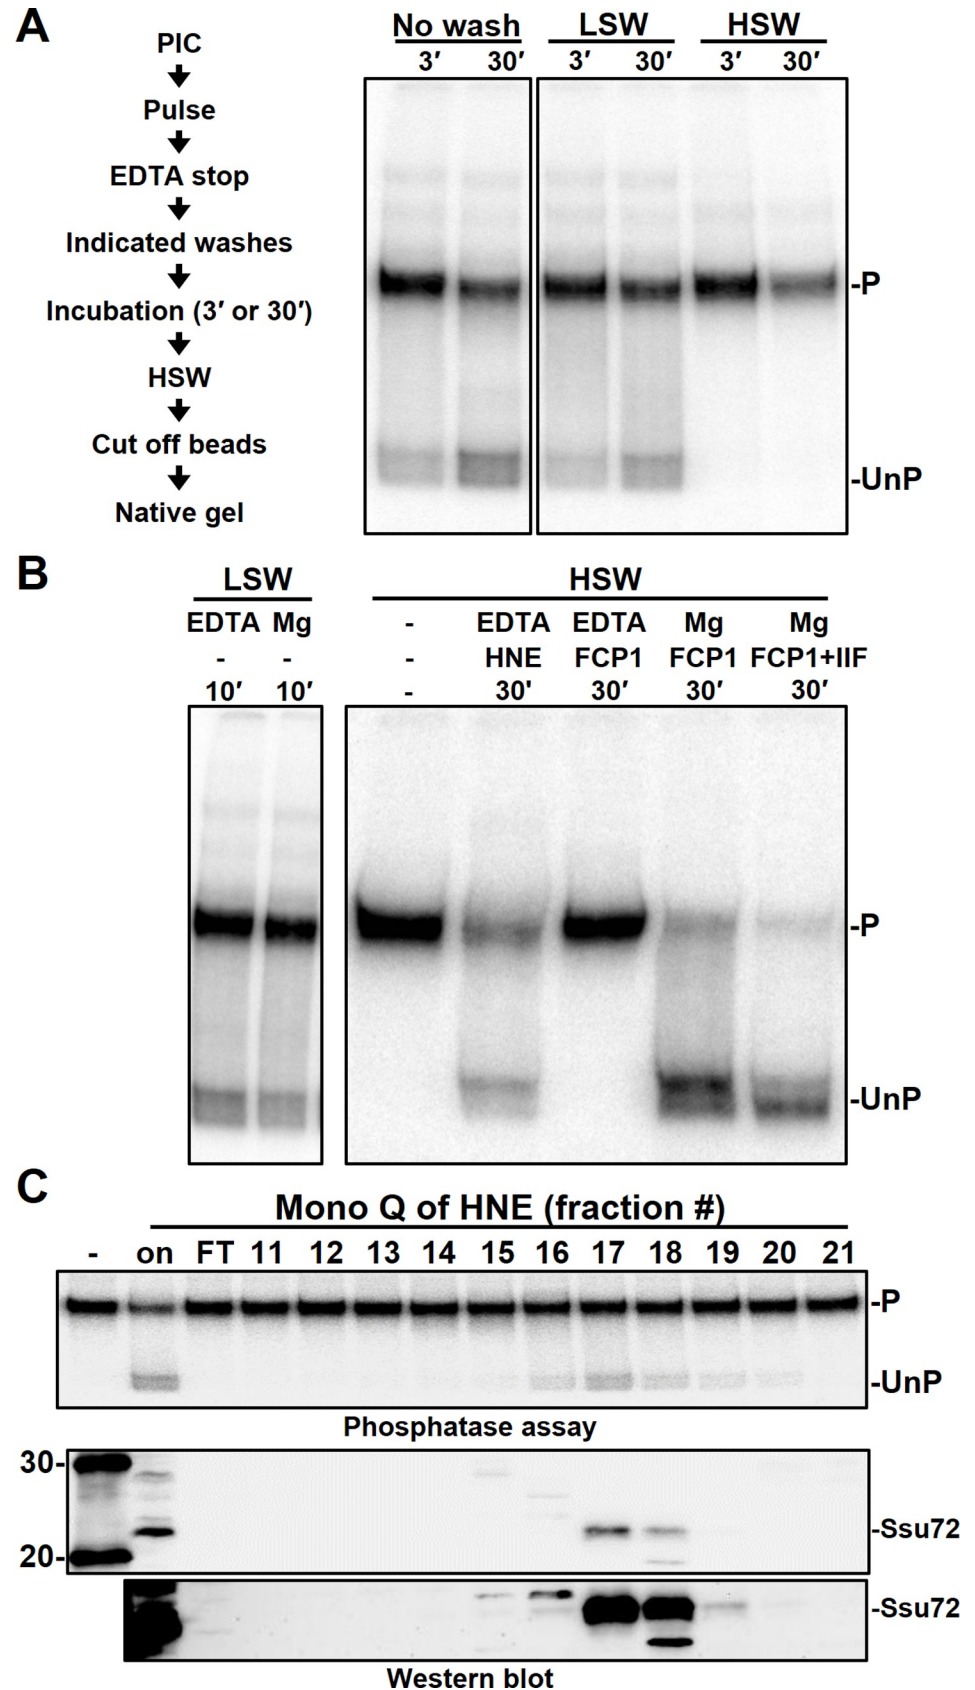 A
PIC
Pulse
EDTA stop
Indicated washes
Incubation (3′ or 30′)
HSW
Cut off beads
Native gel
No wash LSW HSW
3′ 30′ 3′ 30′ 3′ 30′
-P
-UnP
B
LSW HSW
EDTA Mg - EDTA EDTA Mg Mg
- - - HNE FCP1 FCP1 FCP1+IIF
10′ 10′ - 30′ 30′ 30′ 30′
-P
-UnP
C
Mono Q of HNE (fraction #)
- on FT 11 12 13 14 15 16 17 18 19 20 21
-P
-UnP
Phosphatase assay
30-
-Ssu72
20-
-Ssu72
Western blot